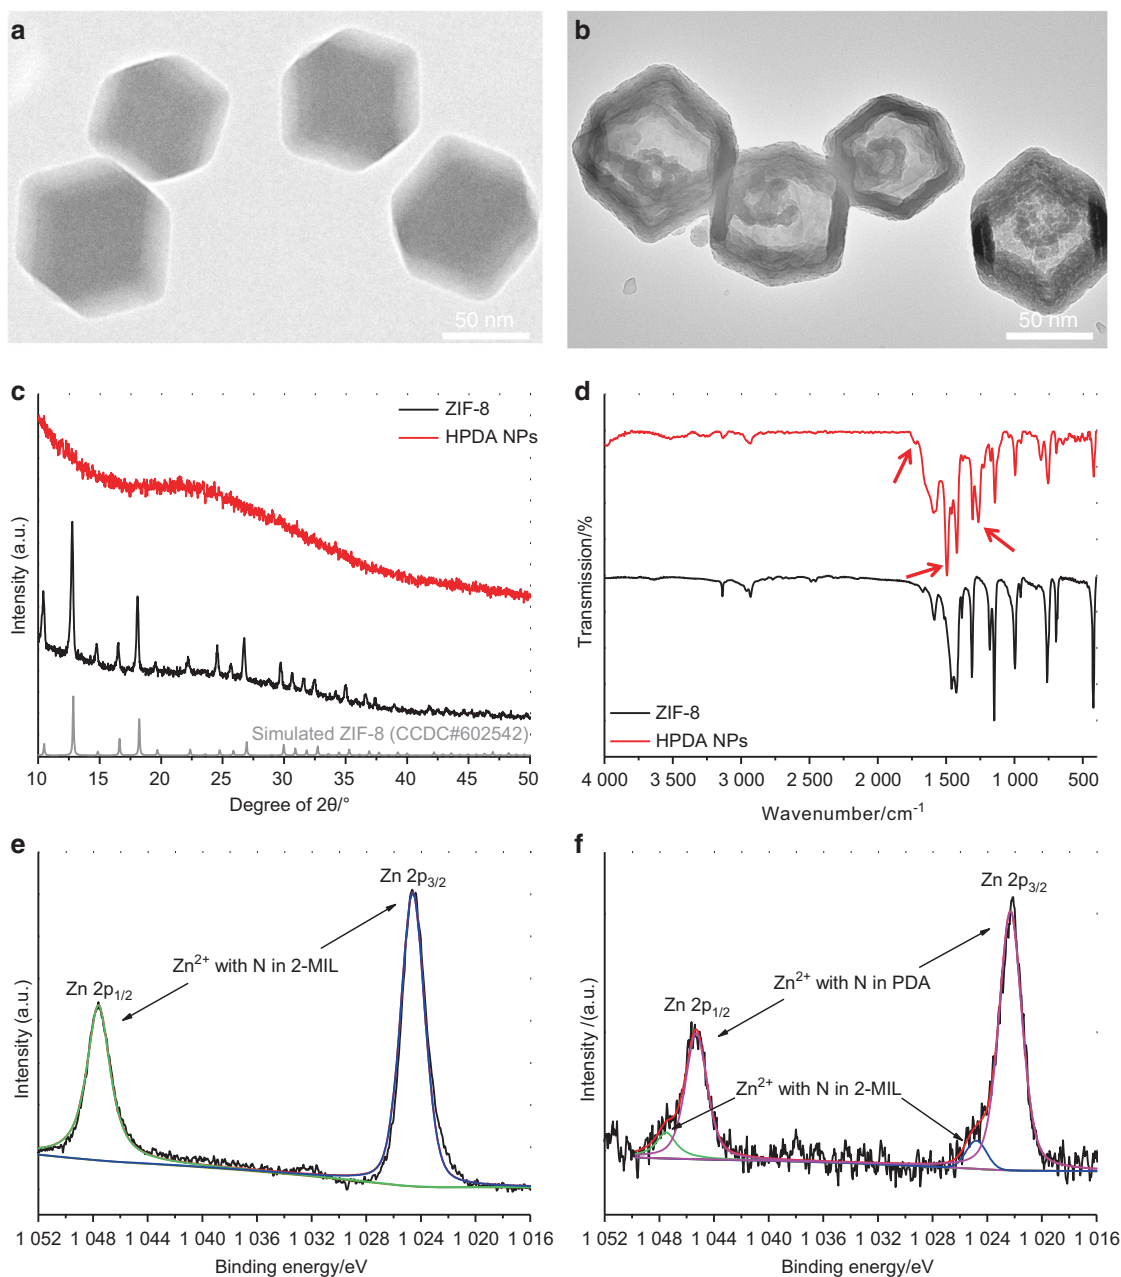 a
50 nm
b
50 nm
c
ZIF-8
HPDA NPs
Simulated ZIF-8 (CCDC#602542)
Intensity (a.u.)
10 15 20 25 30 35 40 45 50
Degree of 2θ/°
d
ZIF-8
HPDA NPs
Transmission/%
4 000 3 500 3 000 2 500 2 000 1 500 1 000 500
Wavenumber/cm⁻¹
e
Zn 2p₃/₂
Zn²⁺ with N in 2-MIL
Zn 2p₁/₂
Intensity (a.u.)
1 052 1 048 1 044 1 040 1 036 1 032 1 028 1 024 1 020 1 016
Binding energy/eV
f
Zn 2p₃/₂
Zn²⁺ with N in PDA
Zn 2p₁/₂
Zn²⁺ with N in 2-MIL
Intensity /(a.u.)
1 052 1 048 1 044 1 040 1 036 1 032 1 028 1 024 1 020 1 016
Binding energy/eV